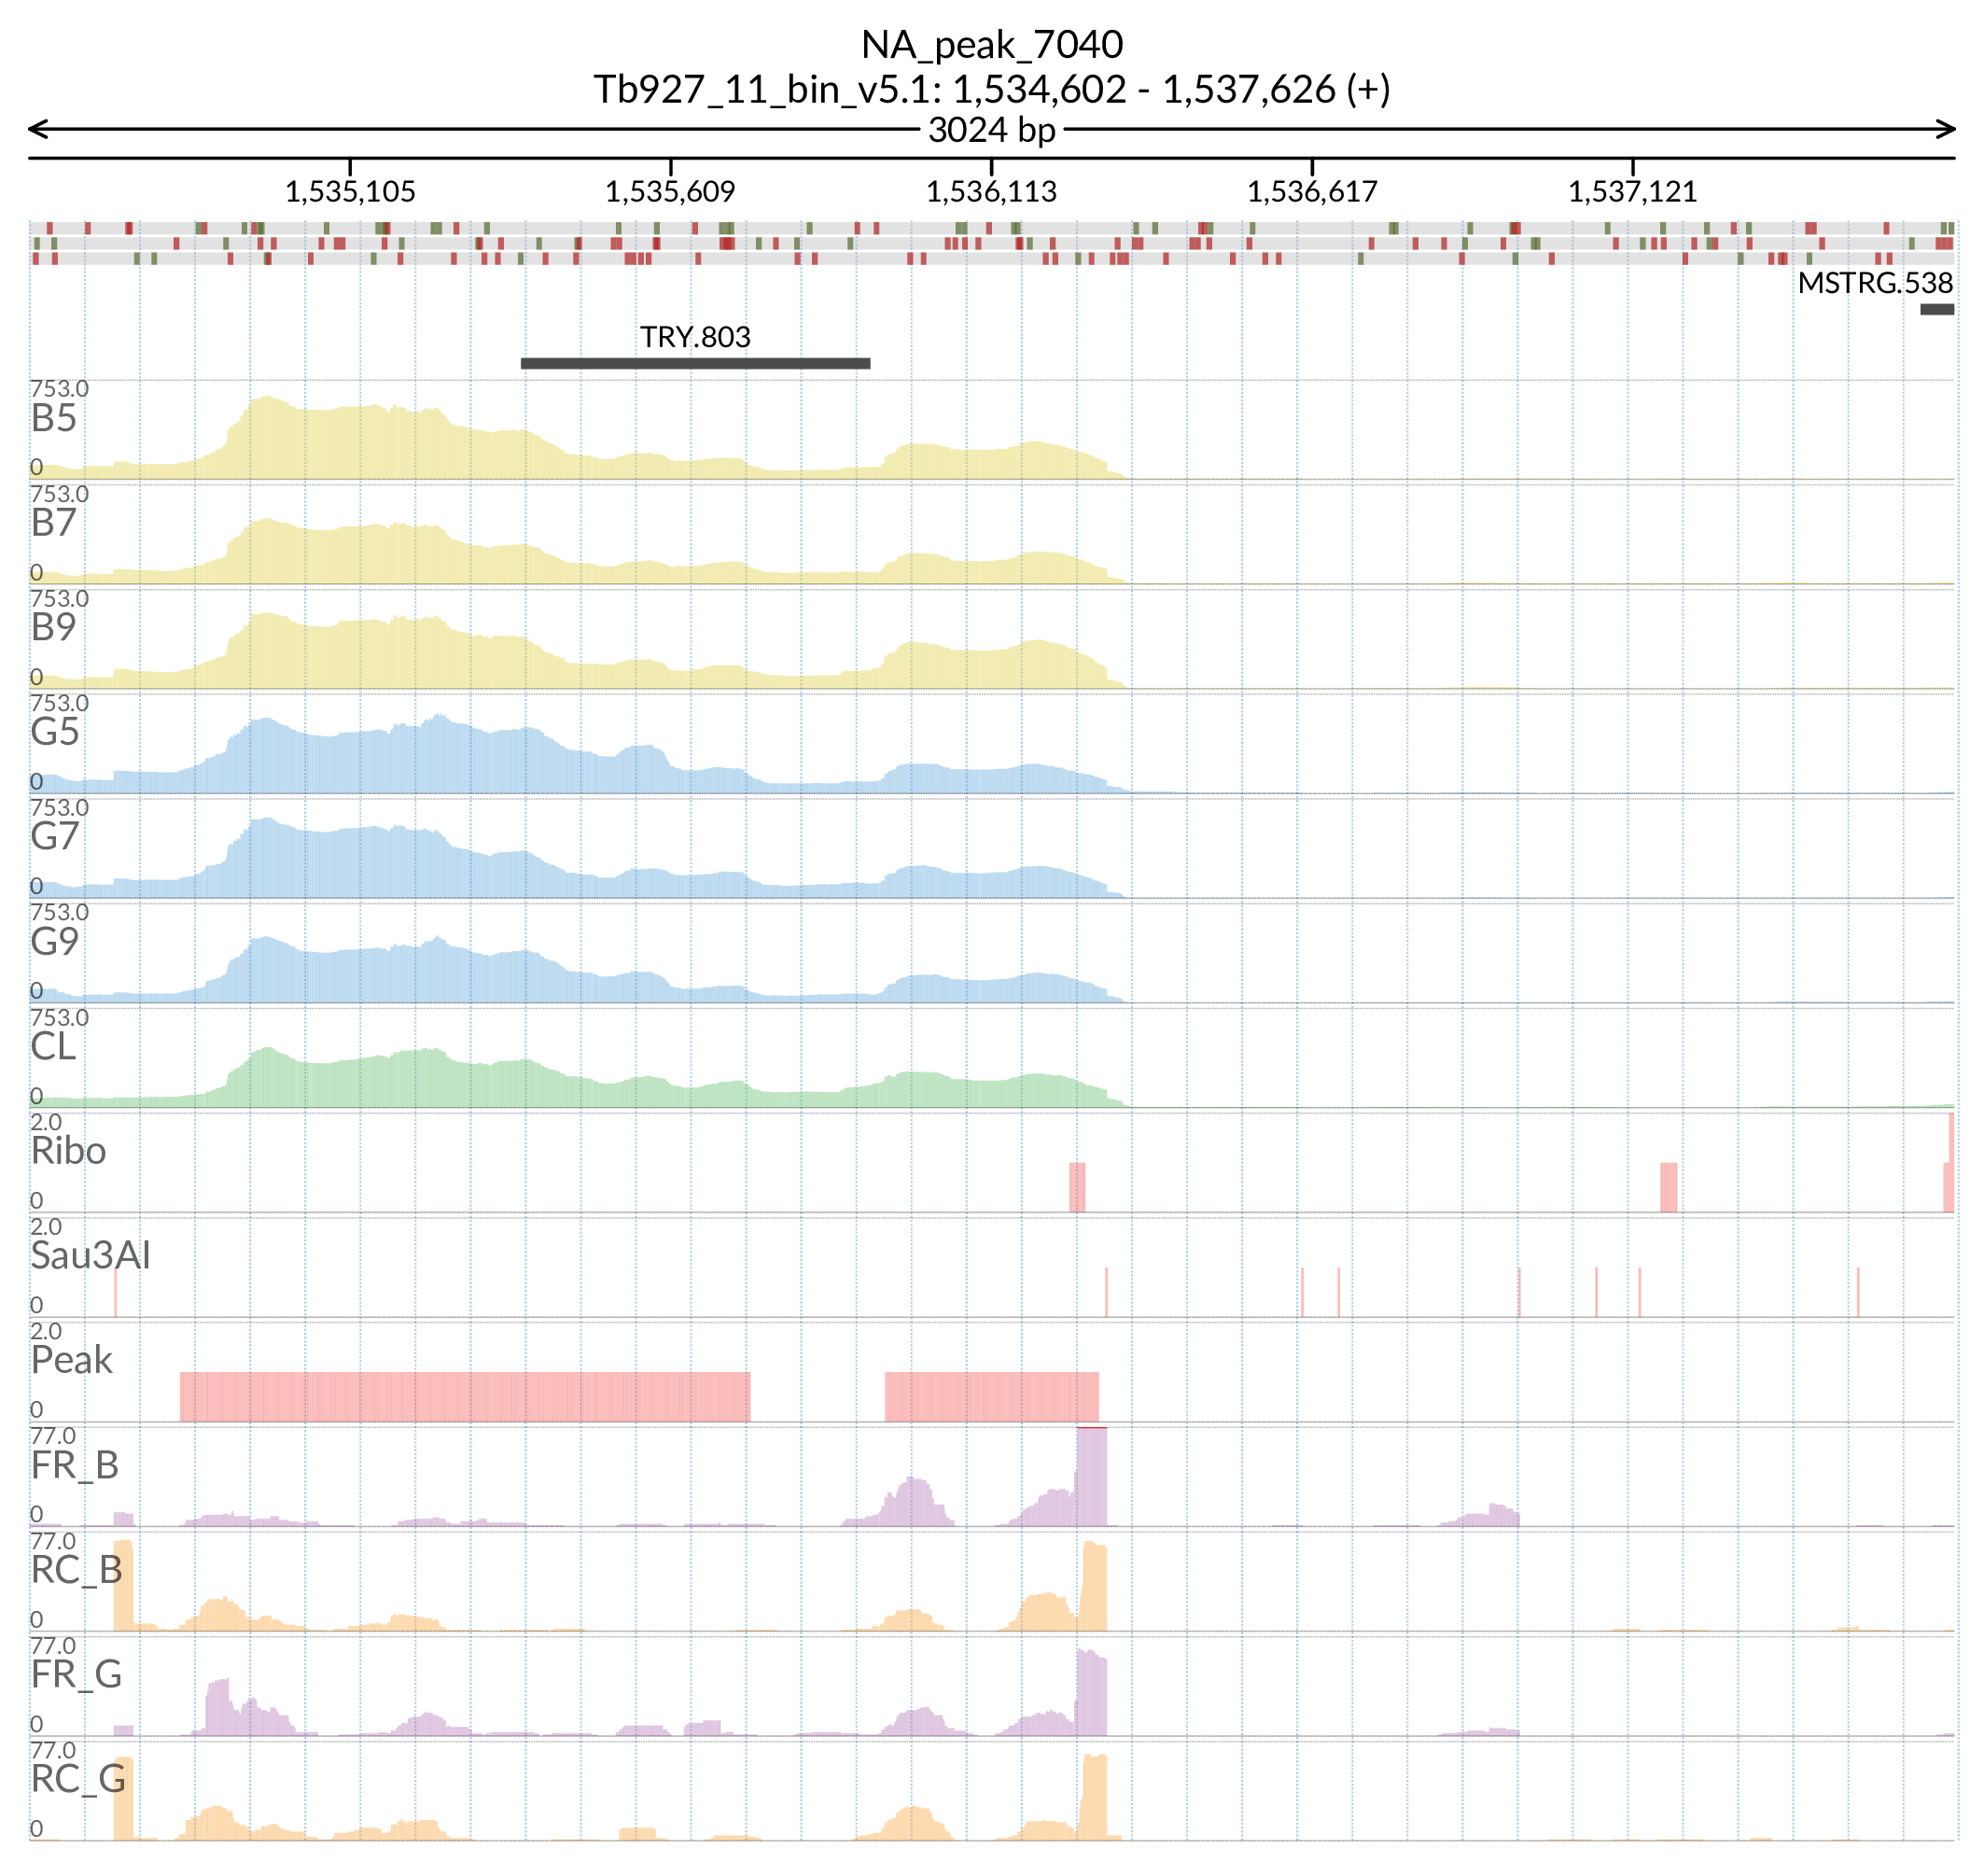 NA_peak_7040
Tb927_11_bin_v5.1: 1,534,602 - 1,537,626 (+)
3024 bp
1,535,105 1,535,609 1,536,113 1,536,617 1,537,121
MSTRG.538
TRY.803
753.0
B5
0
753.0
B7
0
753.0
B9
0
753.0
G5
0
753.0
G7
0
753.0
G9
0
753.0
CL
0
2.0
Ribo
0
2.0
Sau3AI
0
2.0
Peak
0
77.0
FR_B
0
77.0
RC_B
0
77.0
FR_G
0
77.0
RC_G
0